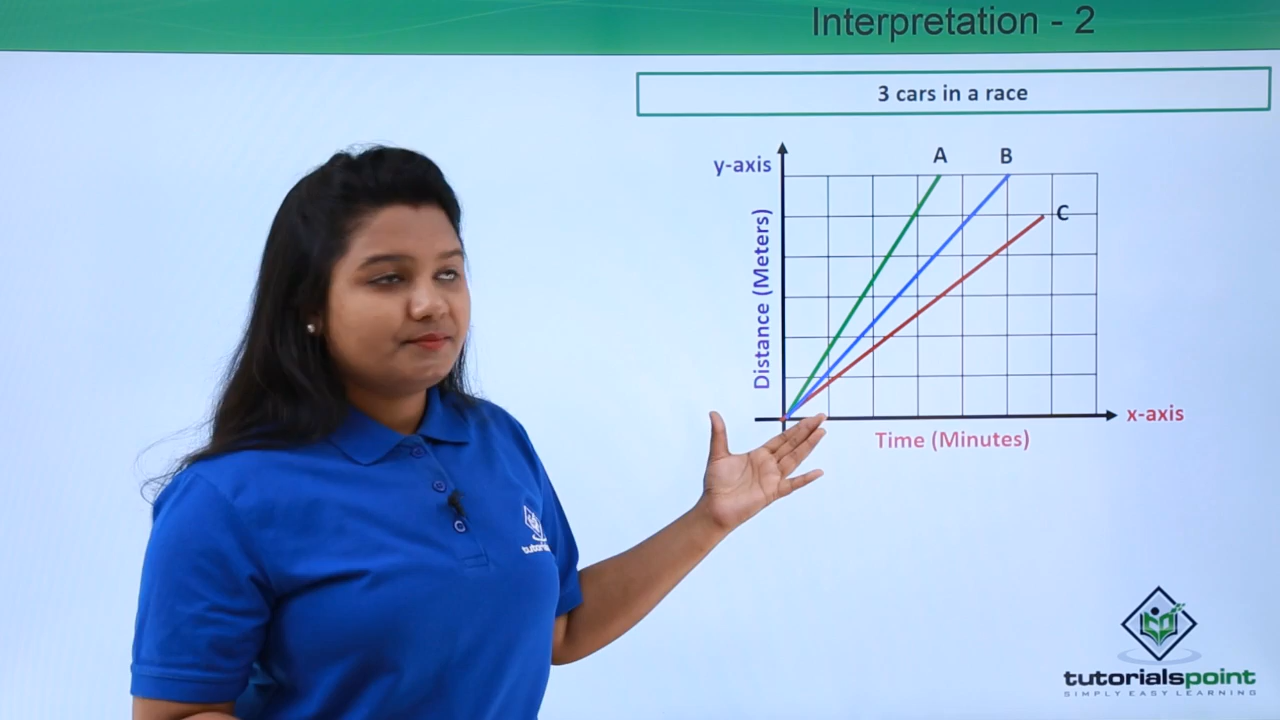 Interpretation - 2
3 cars in a race
y-axis
A
B
C
Distance (Meters)
x-axis
Time (Minutes)
tutorialspoint
SIMPLY EASY LEARNING